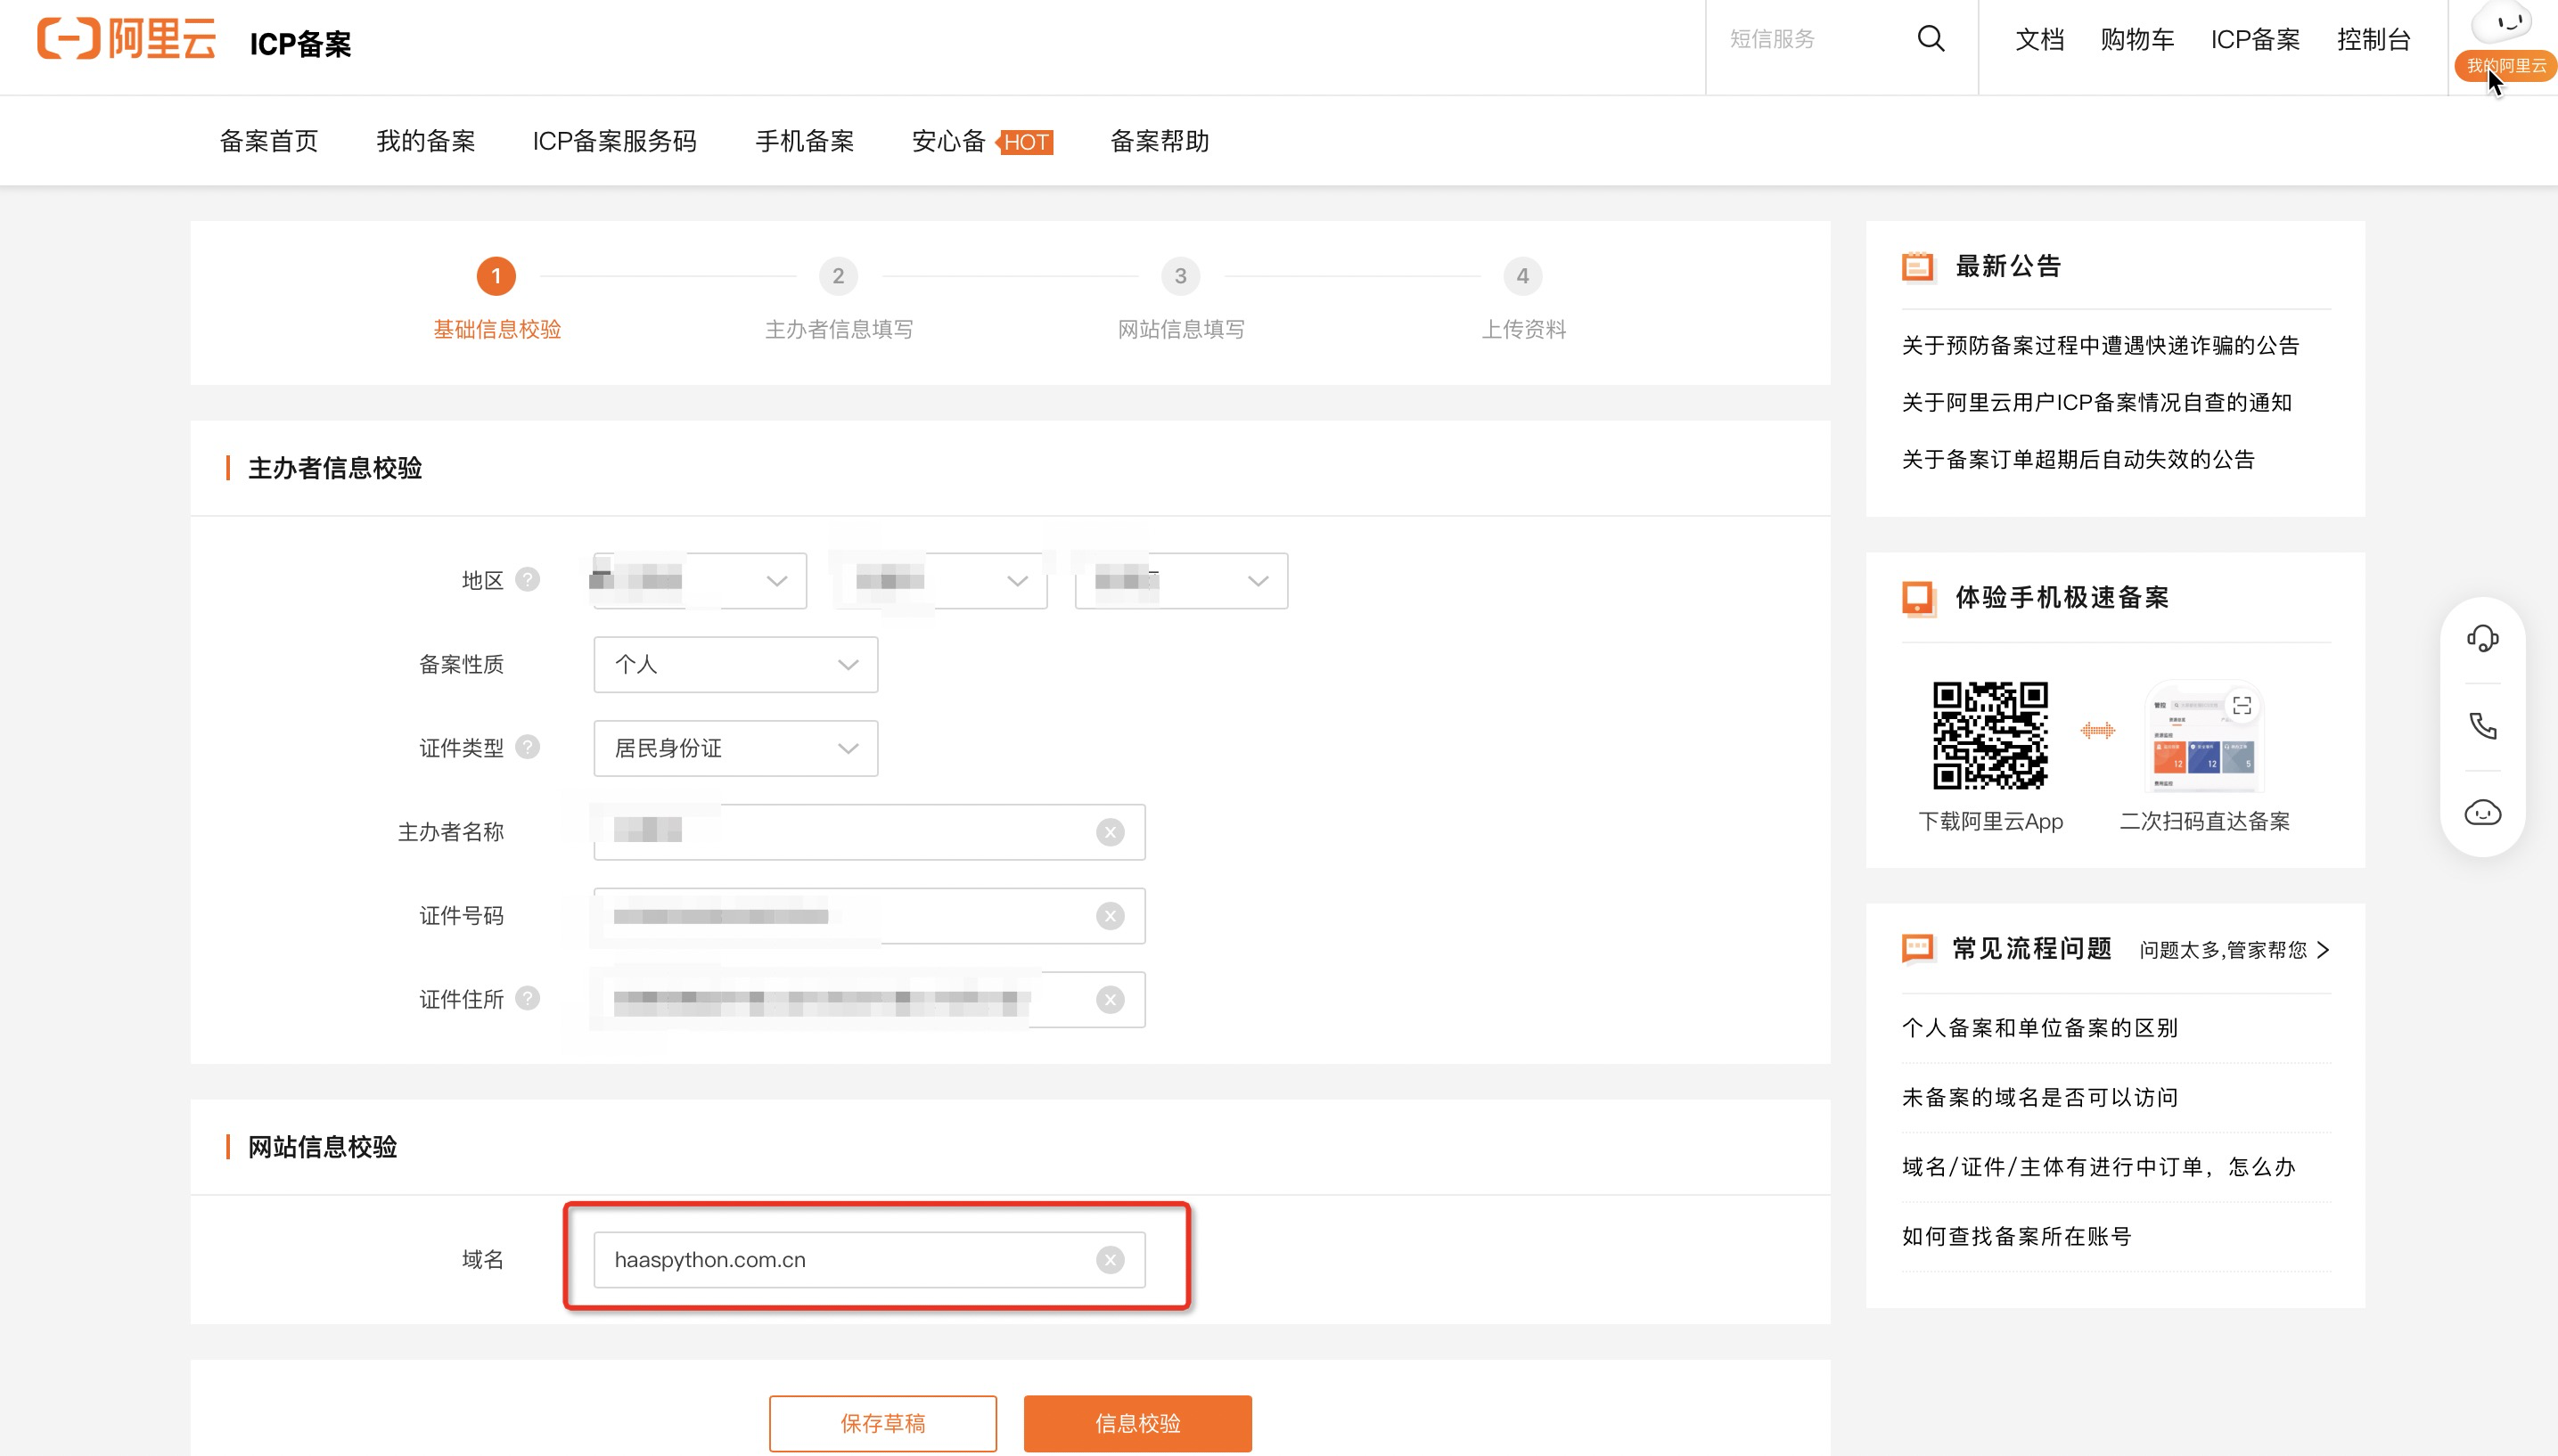 阿里云 ICP备案
短信服务 文档 购物车 ICP备案 控制台
我的阿里云
备案首页 我的备案 ICP备案服务码 手机备案 安心备 HOT 备案帮助
1 2 3 4
基础信息校验 主办者信息填写 网站信息填写 上传资料
主办者信息校验
地区 ?
备案性质 个人
证件类型 ? 居民身份证
主办者名称
证件号码
证件住所 ?
网站信息校验
域名 haaspython.com.cn
保存草稿 信息校验
最新公告
关于预防备案过程中遭遇快递诈骗的公告
关于阿里云用户ICP备案情况自查的通知
关于备案订单超期后自动失效的公告
体验手机极速备案
12 12 5
下载阿里云App 二次扫码直达备案
常见流程问题 问题太多,管家帮您
个人备案和单位备案的区别
未备案的域名是否可以访问
域名/证件/主体有进行中订单，怎么办
如何查找备案所在账号